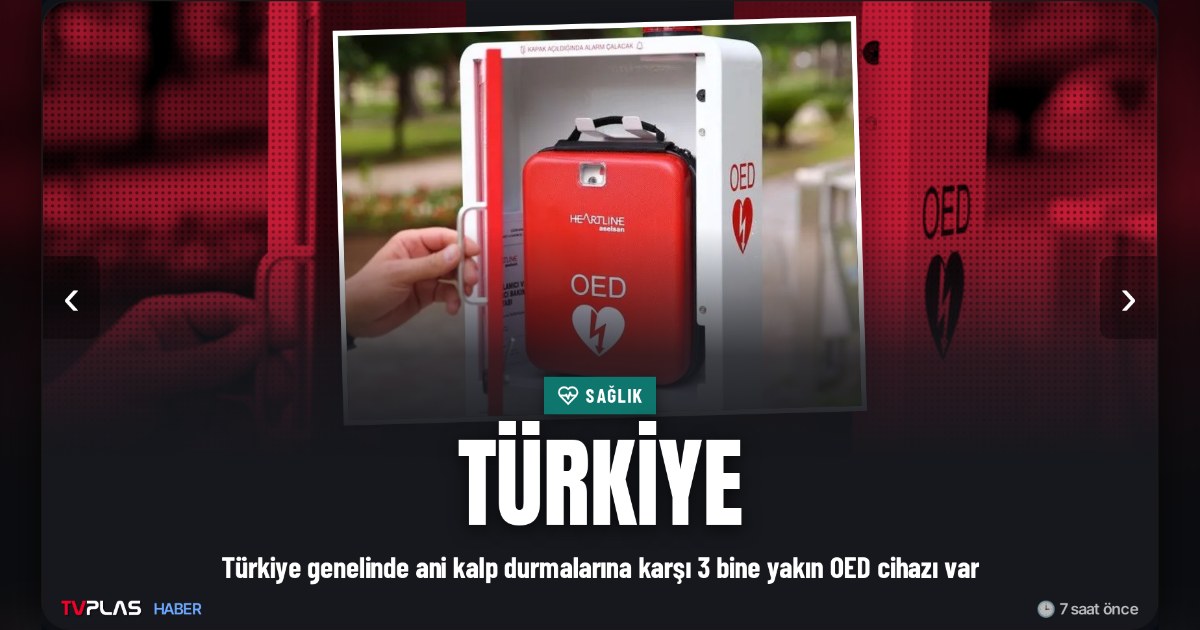 KAPAK AÇILDIĞINDA ALARM ÇALACAK
OED
HEARTLINE
aselsan
OED
OED
‹
›
SAĞLIK
TÜRKİYE
Türkiye genelinde ani kalp durmalarına karşı 3 bine yakın OED cihazı var
TVPLAS HABER
7 saat önce